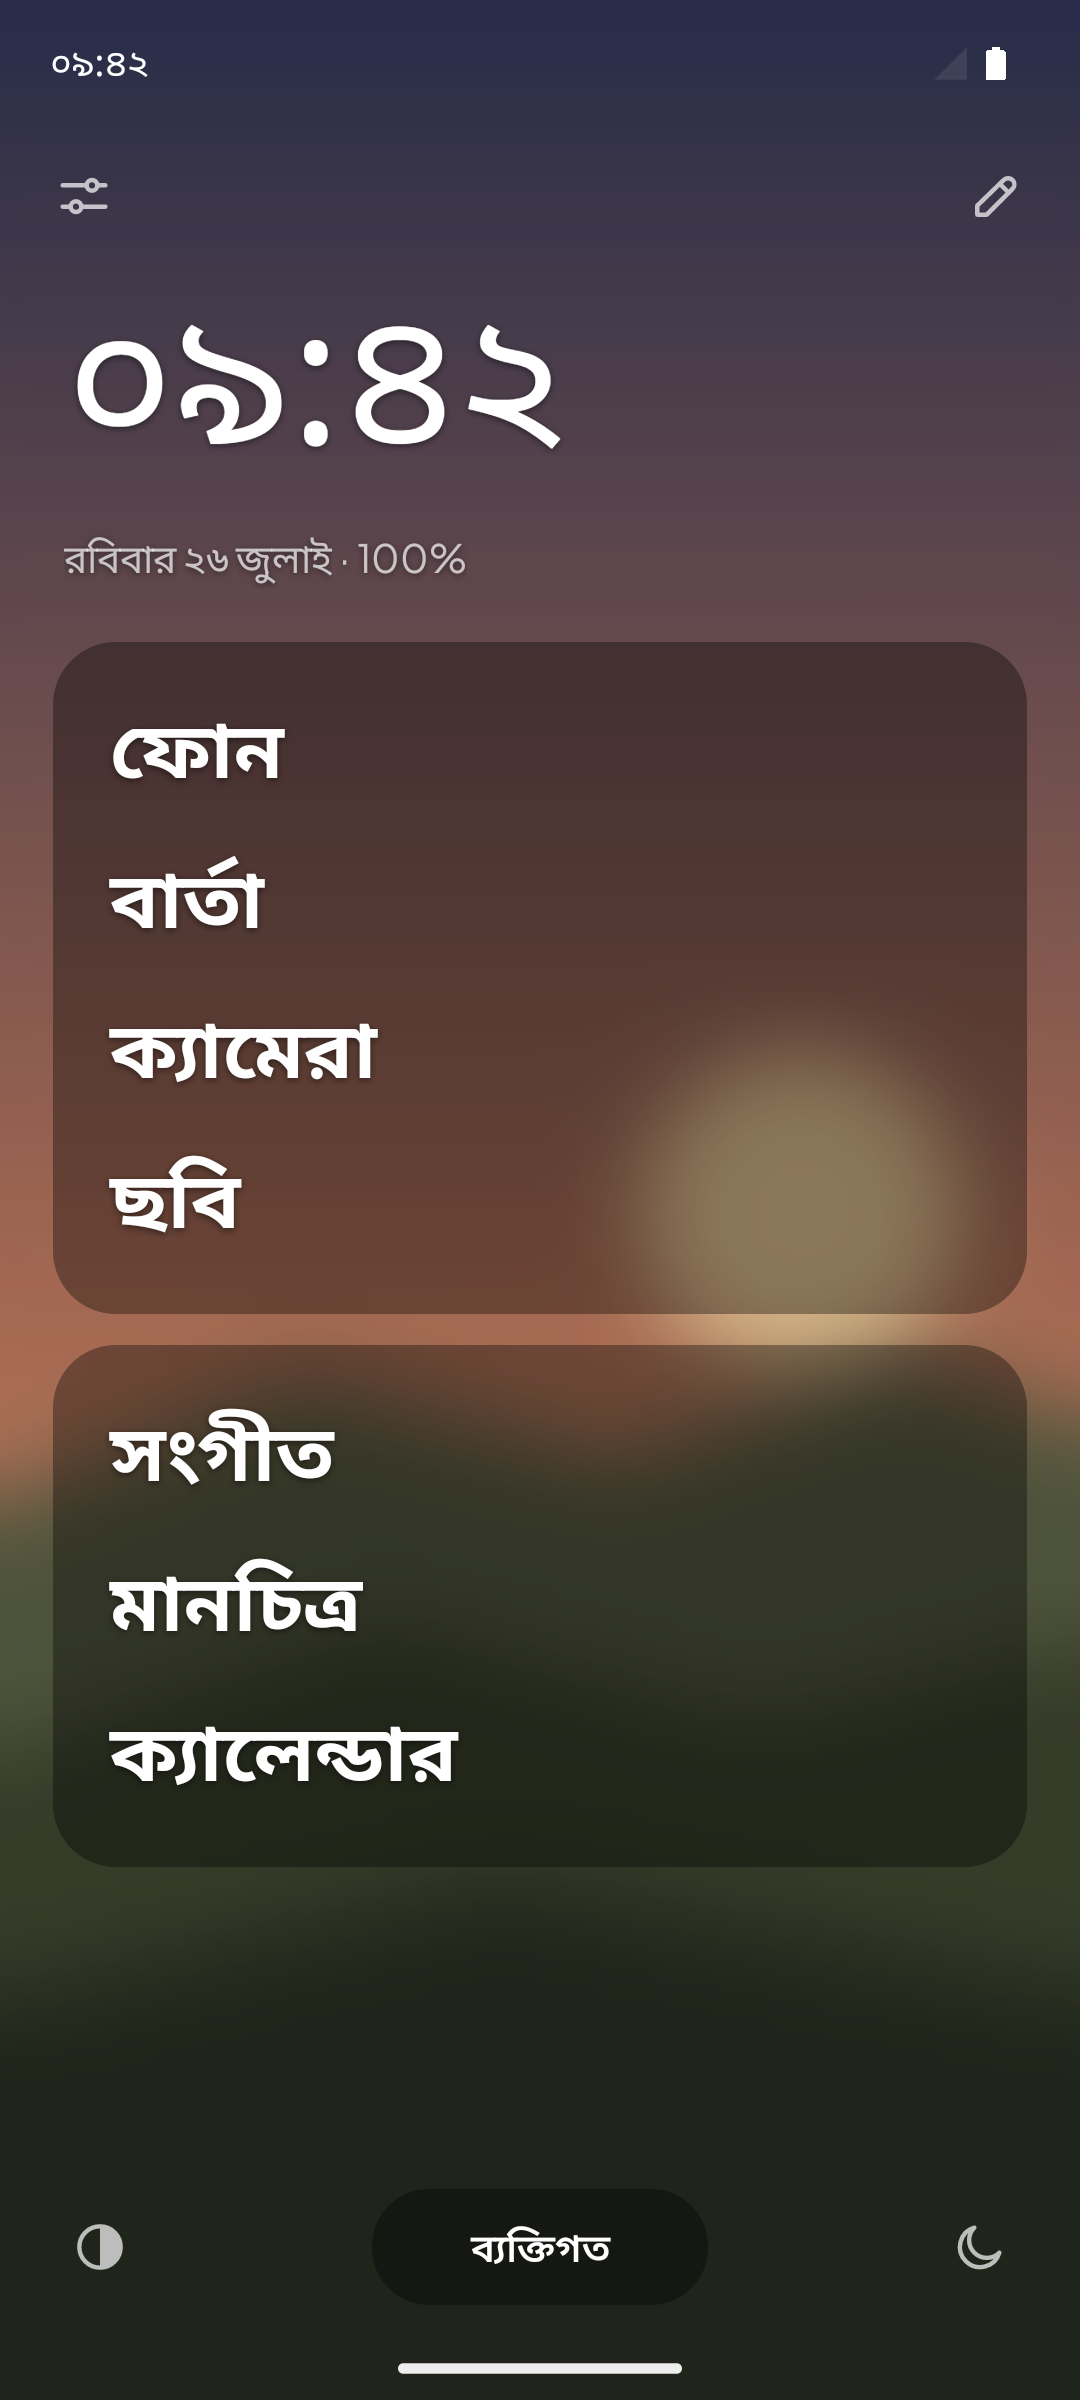 ০৯:৪২
০৯:৪২
রবিবার ২৬ জুলাই · 100%
ফোন
বার্তা
ক্যামেরা
ছবি
সংগীত
মানচিত্র
ক্যালেন্ডার
ব্যক্তিগত